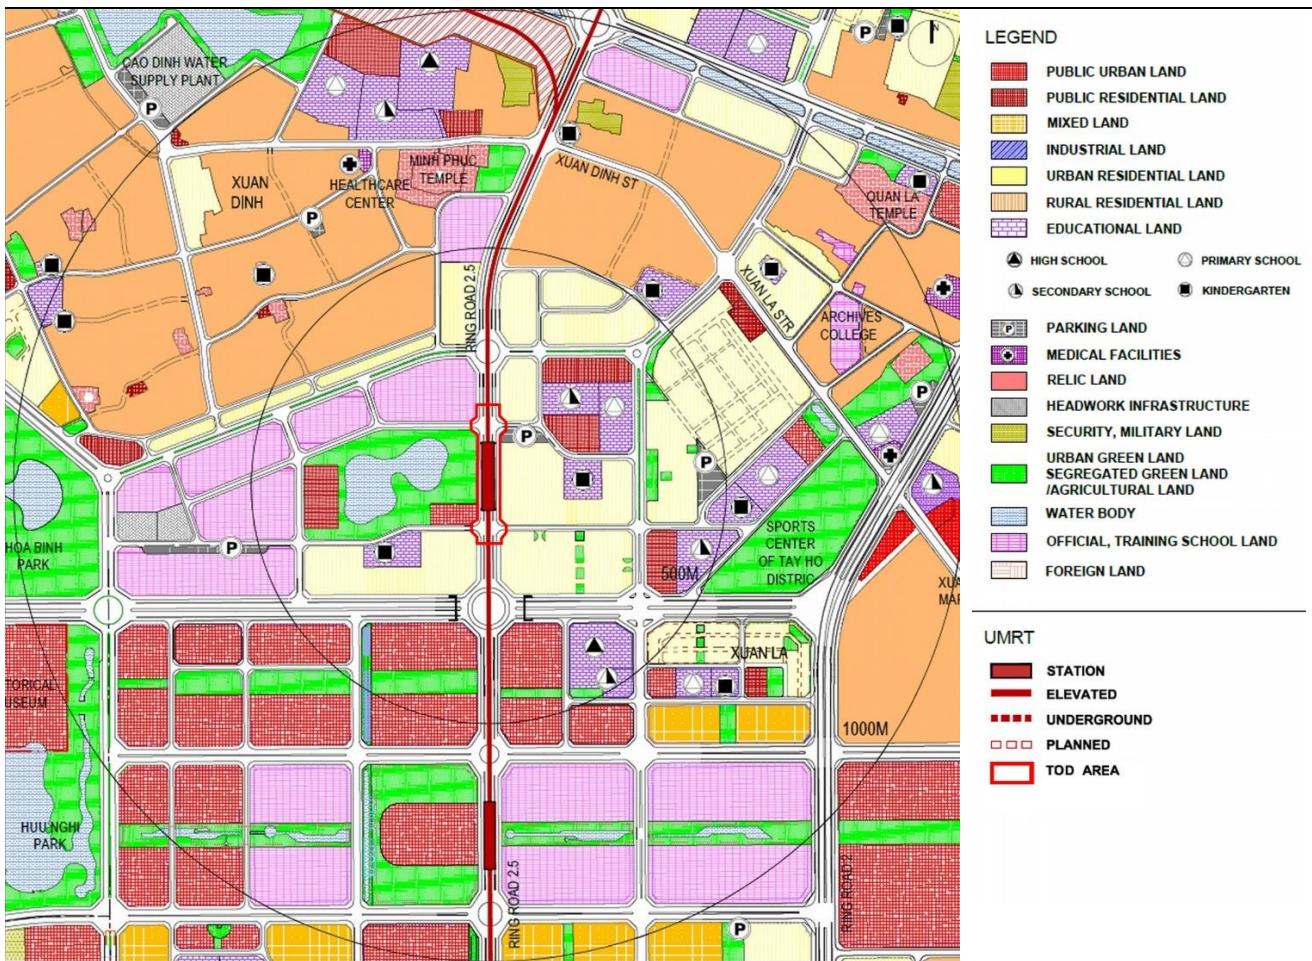 CAO DINH WATER
SUPPLY PLANT
P
P
N
XUAN
DINH
HEALTHCARE
CENTER
MINH PHUC
TEMPLE
XUAN DINH ST
QUAN LA
TEMPLE
P
RING ROAD 2.5
XUAN LA STR
ARCHIVES
COLLEGE
P
P
P
N
P
HOA BINH
PARK
SPORTS
CENTER
OF TAY HO
DISTRIC
500M
XUA
MAR
XUAN LA
TORICAL
USEUM
1000M
HUU NGHI
PARK
RING ROAD 2.5
RING ROAD 2
P
LEGEND
PUBLIC URBAN LAND
PUBLIC RESIDENTIAL LAND
MIXED LAND
INDUSTRIAL LAND
URBAN RESIDENTIAL LAND
RURAL RESIDENTIAL LAND
EDUCATIONAL LAND
HIGH SCHOOL
PRIMARY SCHOOL
SECONDARY SCHOOL
KINDERGARTEN
P
PARKING LAND
MEDICAL FACILITIES
RELIC LAND
HEADWORK INFRASTRUCTURE
SECURITY, MILITARY LAND
URBAN GREEN LAND
SEGREGATED GREEN LAND
/AGRICULTURAL LAND
WATER BODY
OFFICIAL, TRAINING SCHOOL LAND
FOREIGN LAND
UMRT
STATION
ELEVATED
UNDERGROUND
PLANNED
TOD AREA